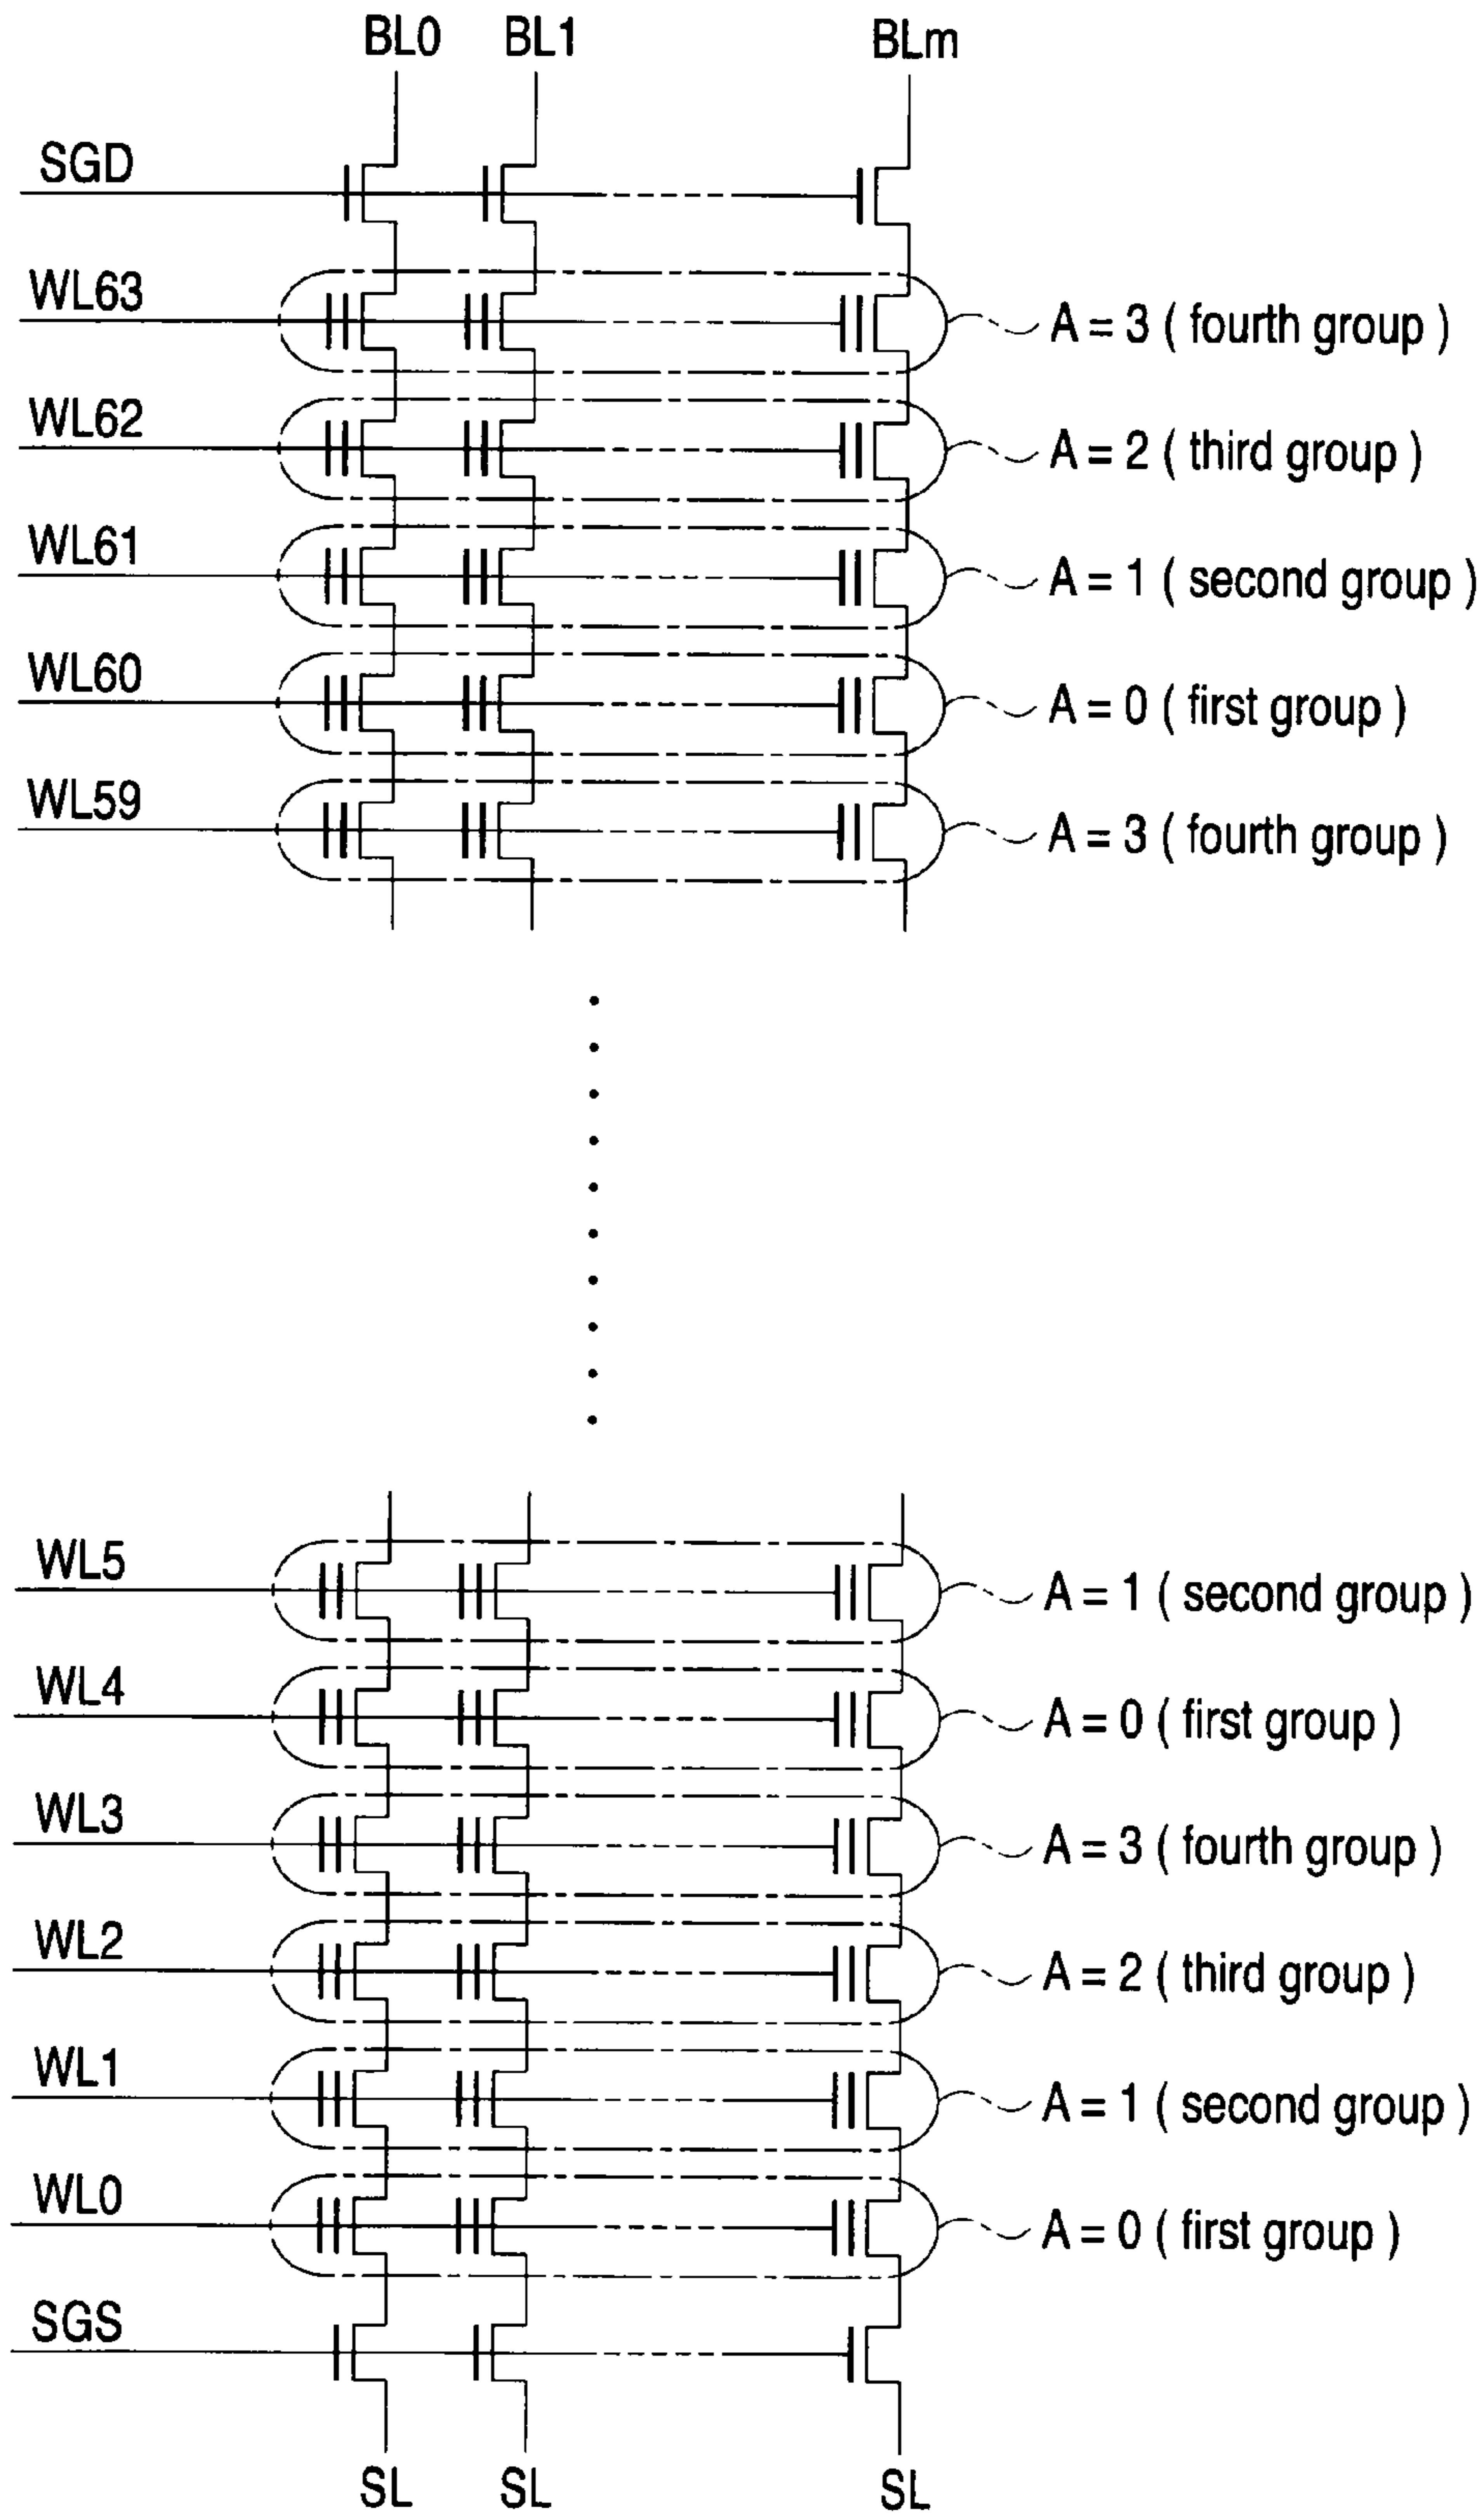 BL0 BL1 BLm
SGD
WL63 A = 3 ( fourth group )
WL62 A = 2 ( third group )
WL61 A = 1 ( second group )
WL60 A = 0 ( first group )
WL59 A = 3 ( fourth group )
WL5 A = 1 ( second group )
WL4 A = 0 ( first group )
WL3 A = 3 ( fourth group )
WL2 A = 2 ( third group )
WL1 A = 1 ( second group )
WL0 A = 0 ( first group )
SGS
SL SL SL